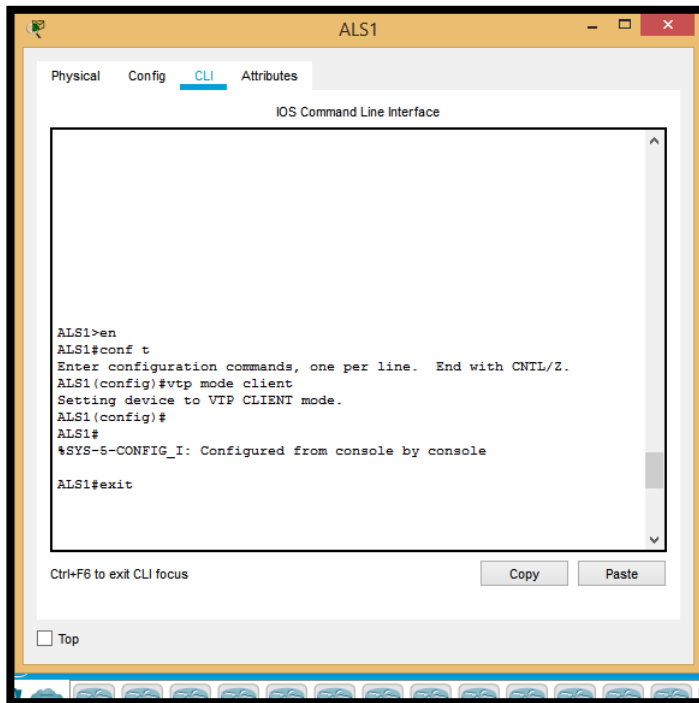 ALS1
Physical Config CLI Attributes
IOS Command Line Interface
ALS1>en
ALS1#conf t
Enter configuration commands, one per line.  End with CNTL/Z.
ALS1(config)#vtp mode client
Setting device to VTP CLIENT mode.
ALS1(config)#
ALS1#
%SYS-5-CONFIG_I: Configured from console by console
ALS1#exit
Ctrl+F6 to exit CLI focus
Copy Paste
Top